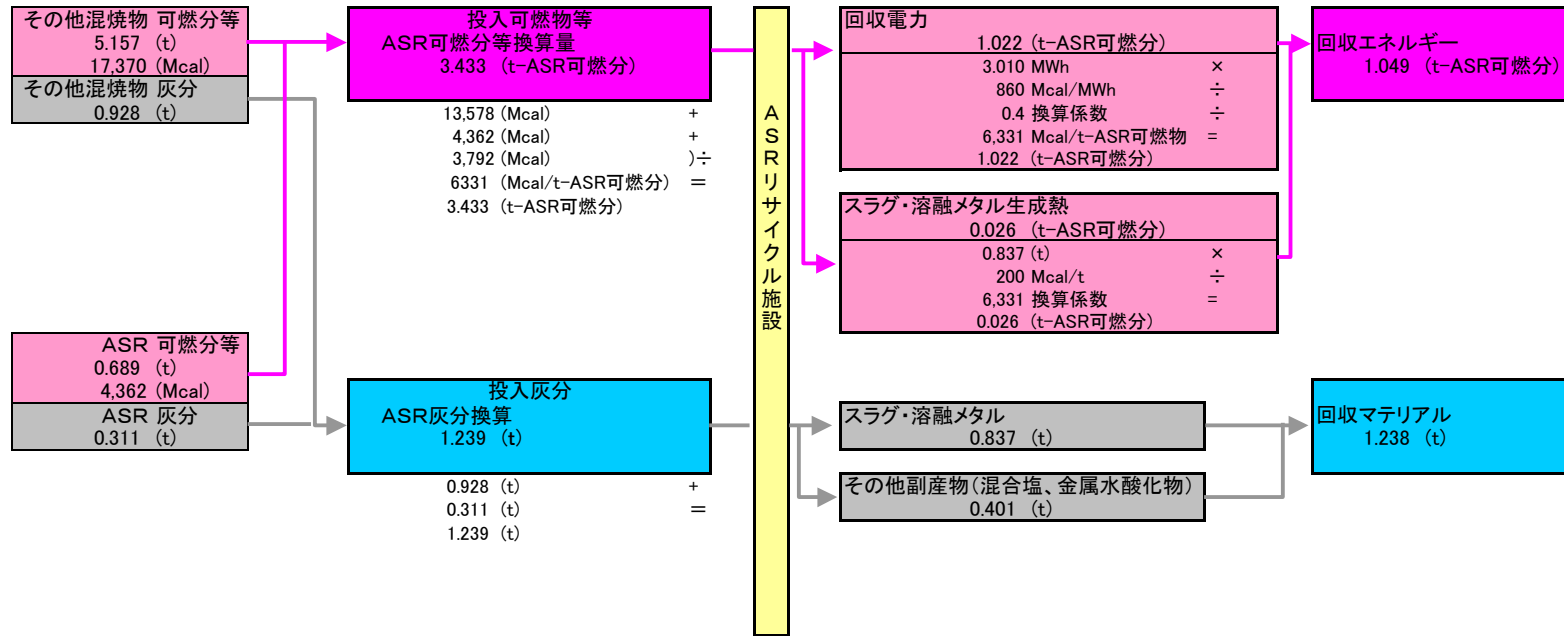 その他混焼物 可燃分等
5.157 (t)
17,370 (Mcal)
その他混焼物 灰分
0.928 (t)
ASR 可燃分等
0.689 (t)
4,362 (Mcal)
ASR 灰分
0.311 (t)
投入可燃物等
ASR可燃分等換算量
3.433 (t-ASR可燃分)
13,578 (Mcal) +
4,362 (Mcal) +
3,792 (Mcal) )÷
6331 (Mcal/t-ASR可燃分) =
3.433 (t-ASR可燃分)
投入灰分
ASR灰分換算
1.239 (t)
0.928 (t) +
0.311 (t) =
1.239 (t)
ASRリサイクル施設
回収電力
1.022 (t-ASR可燃分)
3.010 MWh ×
860 Mcal/MWh ÷
0.4 換算係数 ÷
6,331 Mcal/t-ASR可燃物 =
1.022 (t-ASR可燃分)
スラグ・溶融メタル生成熱
0.026 (t-ASR可燃分)
0.837 (t) ×
200 Mcal/t ÷
6,331 換算係数 =
0.026 (t-ASR可燃分)
スラグ・溶融メタル
0.837 (t)
その他副産物(混合塩、金属水酸化物)
0.401 (t)
回収エネルギー
1.049 (t-ASR可燃分)
回収マテリアル
1.238 (t)